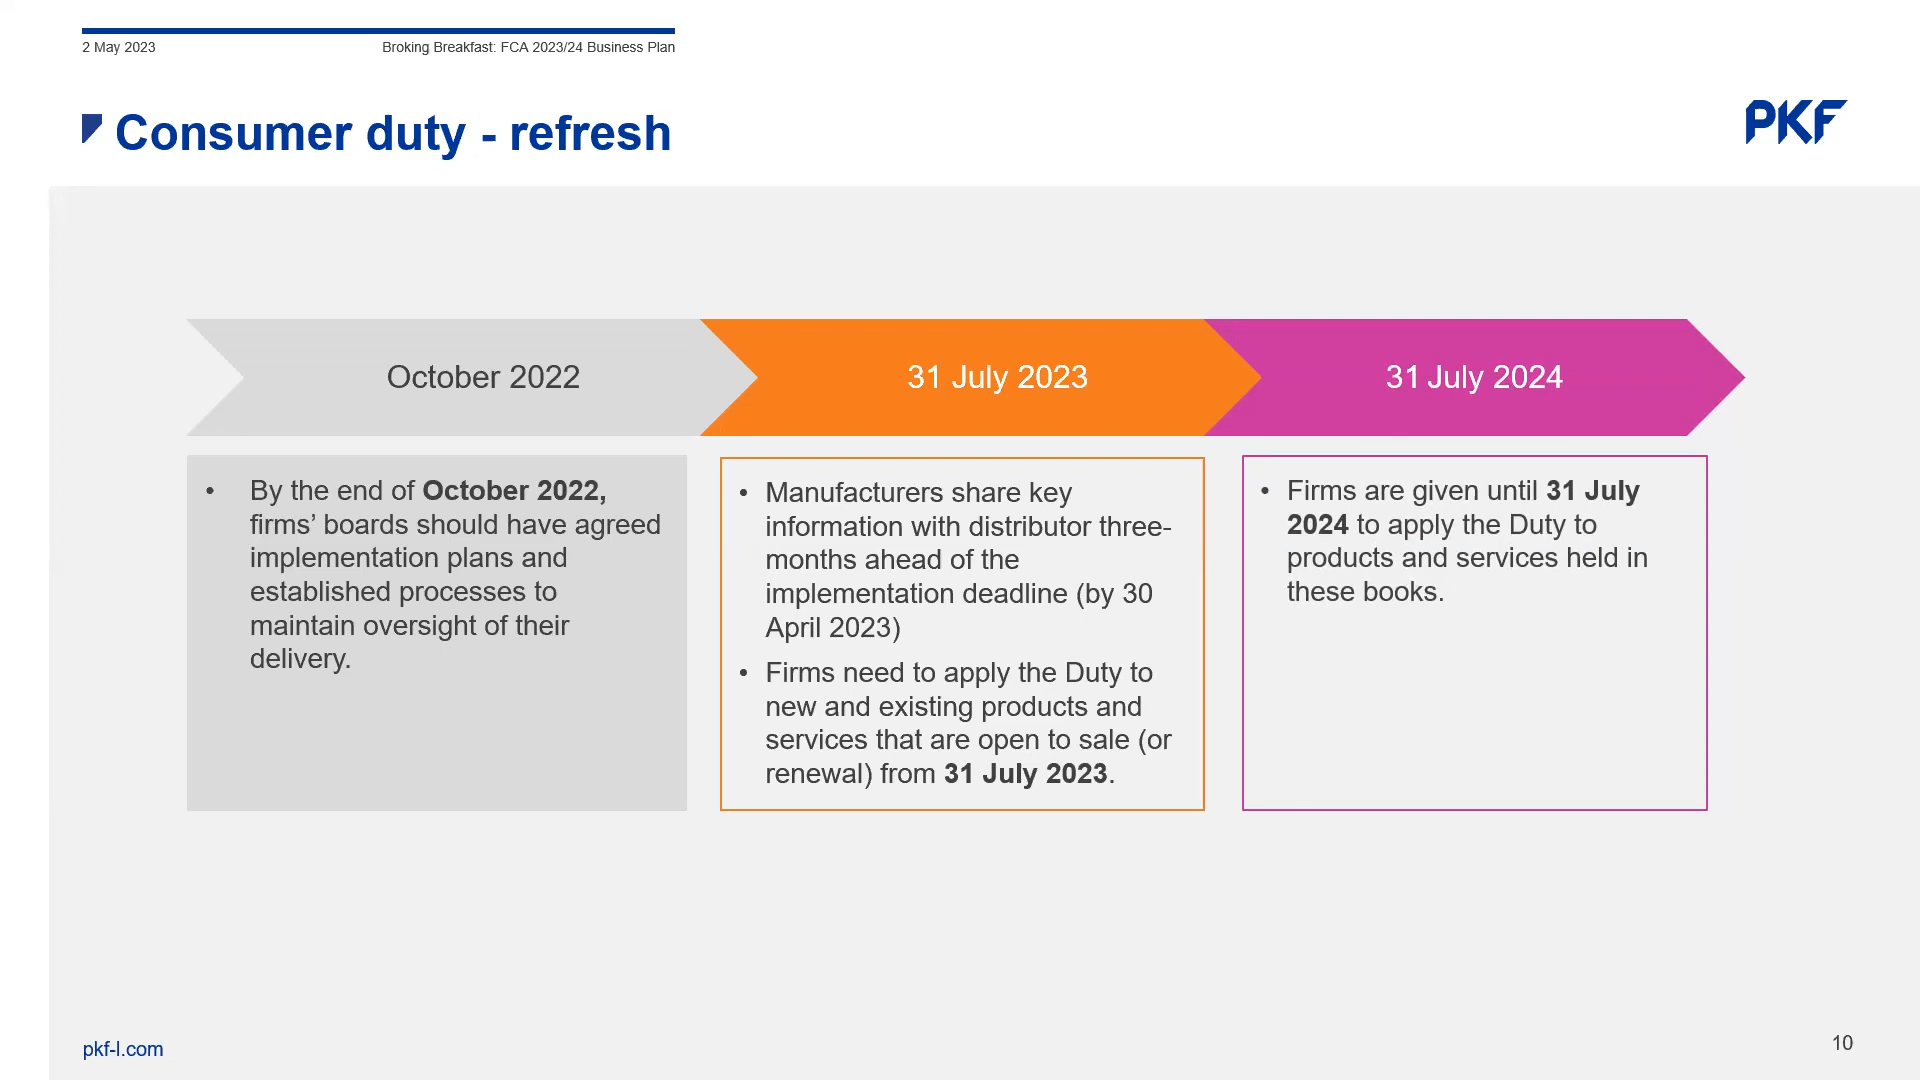 2 May 2023
Broking Breakfast: FCA 2023/24 Business Plan
Consumer duty - refresh
PKF
October 2022
31 July 2023
31 July 2024
• By the end of October 2022,
firms’ boards should have agreed
implementation plans and
established processes to
maintain oversight of their
delivery.
• Manufacturers share key
information with distributor three-
months ahead of the
implementation deadline (by 30
April 2023)
• Firms need to apply the Duty to
new and existing products and
services that are open to sale (or
renewal) from 31 July 2023.
• Firms are given until 31 July
2024 to apply the Duty to
products and services held in
these books.
pkf-l.com
10